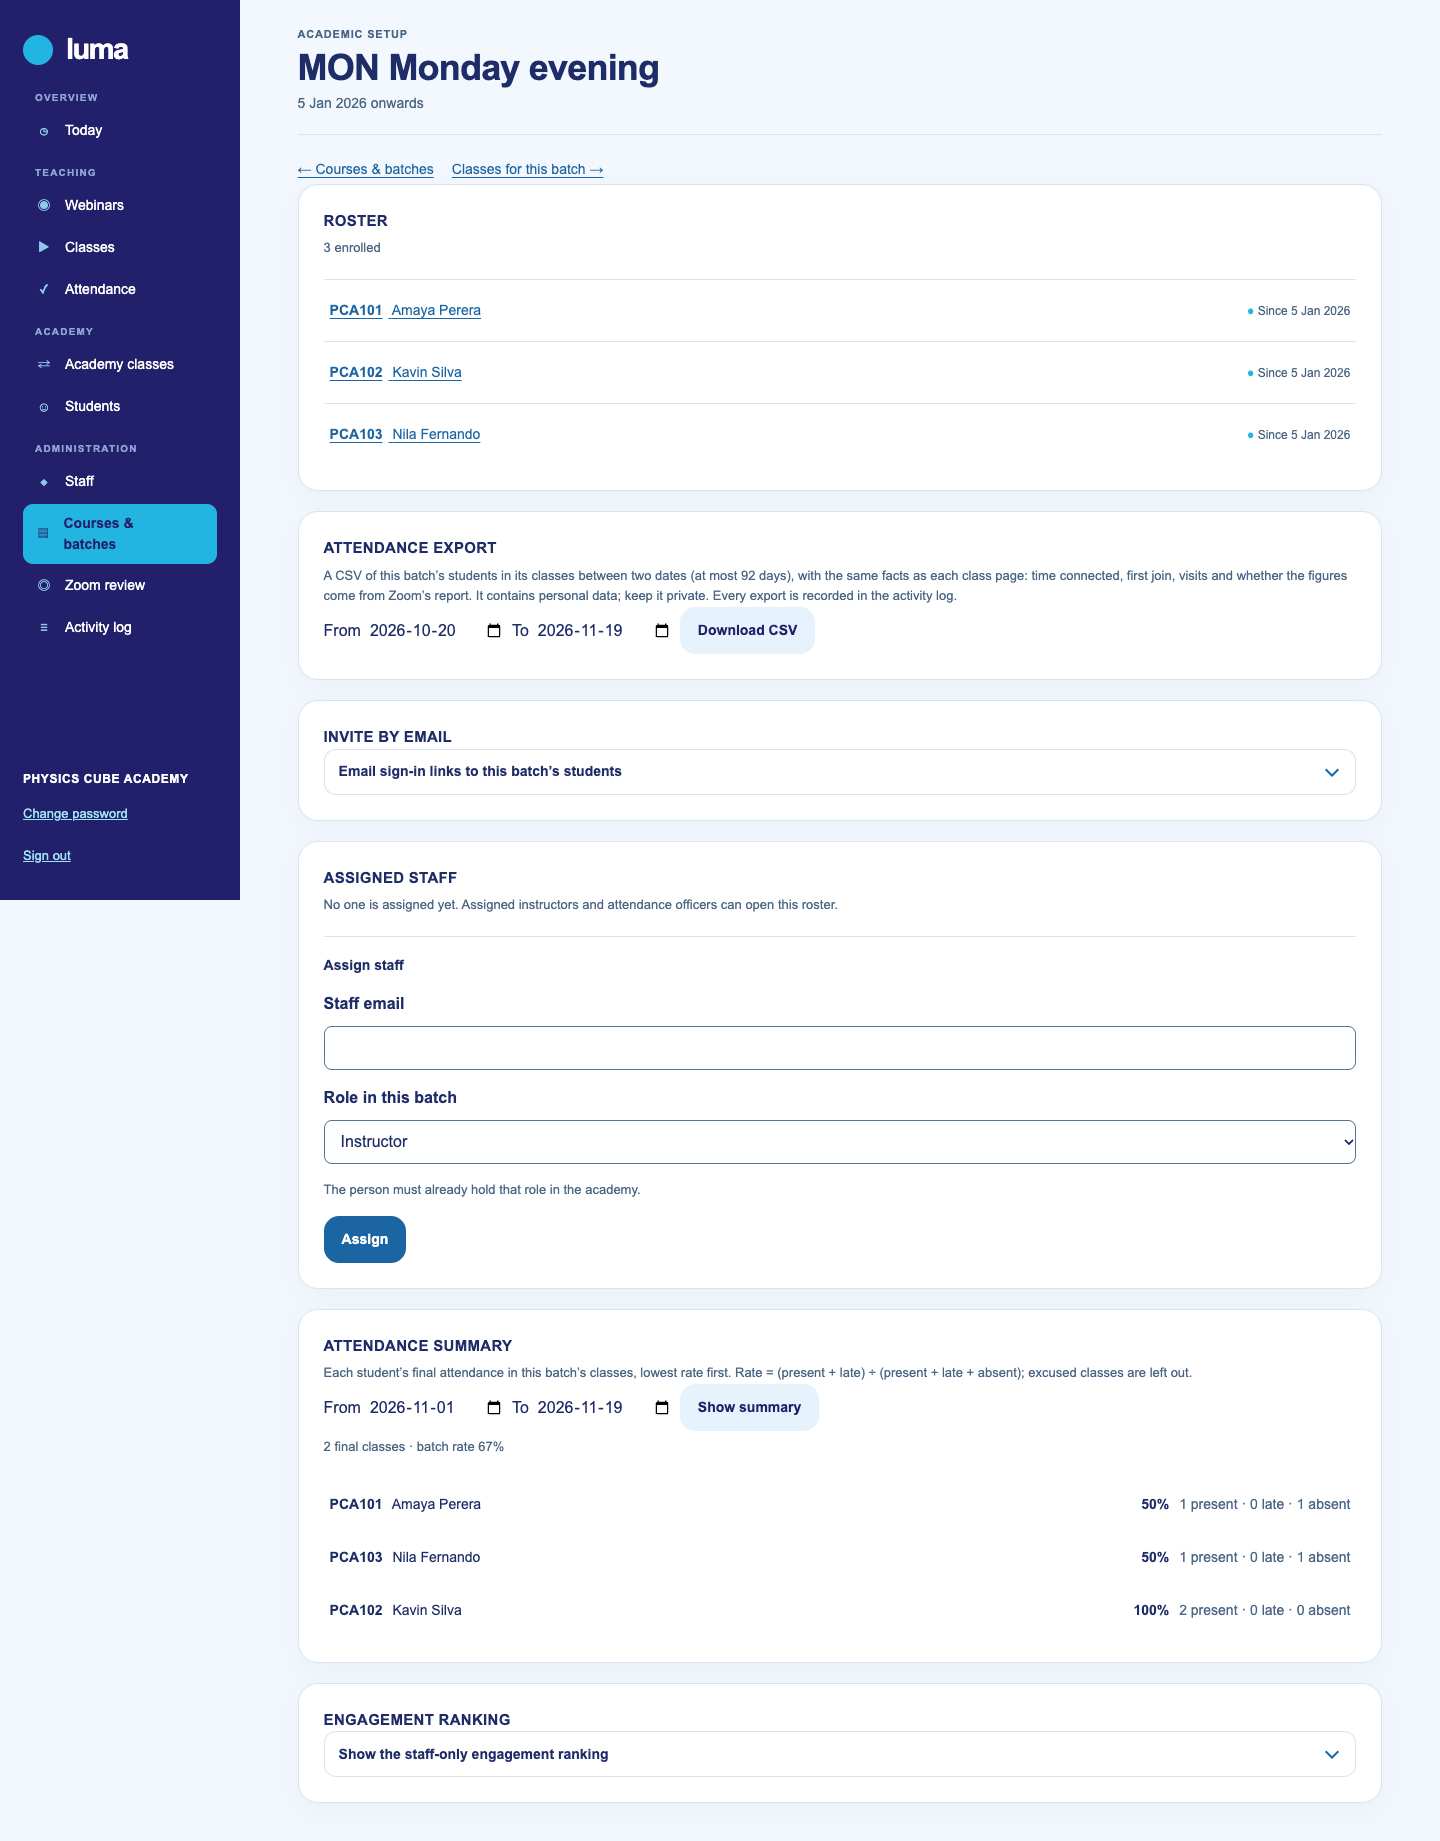 luma
OVERVIEW
Today
TEACHING
Webinars
Classes
Attendance
ACADEMY
Academy classes
Students
ADMINISTRATION
Staff
Courses &
batches
Zoom review
Activity log
PHYSICS CUBE ACADEMY
Change password
Sign out
ACADEMIC SETUP
MON Monday evening
5 Jan 2026 onwards
← Courses & batches Classes for this batch →
ROSTER
3 enrolled
PCA101 Amaya Perera Since 5 Jan 2026
PCA102 Kavin Silva Since 5 Jan 2026
PCA103 Nila Fernando Since 5 Jan 2026
ATTENDANCE EXPORT
A CSV of this batch’s students in its classes between two dates (at most 92 days), with the same facts as each class page: time connected, first join, visits and whether the figures
come from Zoom’s report. It contains personal data; keep it private. Every export is recorded in the activity log.
From 2026-10-20 To 2026-11-19 Download CSV
INVITE BY EMAIL
Email sign-in links to this batch’s students
ASSIGNED STAFF
No one is assigned yet. Assigned instructors and attendance officers can open this roster.
Assign staff
Staff email
Role in this batch
Instructor
The person must already hold that role in the academy.
Assign
ATTENDANCE SUMMARY
Each student’s final attendance in this batch’s classes, lowest rate first. Rate = (present + late) ÷ (present + late + absent); excused classes are left out.
From 2026-11-01 To 2026-11-19 Show summary
2 final classes · batch rate 67%
PCA101 Amaya Perera 50% 1 present · 0 late · 1 absent
PCA103 Nila Fernando 50% 1 present · 0 late · 1 absent
PCA102 Kavin Silva 100% 2 present · 0 late · 0 absent
ENGAGEMENT RANKING
Show the staff-only engagement ranking